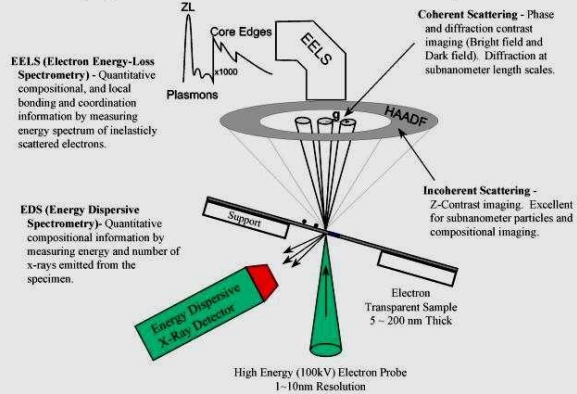 ZL
Core Edges
x1000
Plasmons
EELS
Coherent Scattering - Phase
and diffraction contrast
imaging (Bright field and
Dark field).  Diffraction at
subnanometer length scales.
EELS (Electron Energy-Loss
Spectrometry) - Quantitative
compositional, and local
bonding and coordination
information by measuring
energy spectrum of inelasticly
scattered electrons.
g
HAADF
Incoherent Scattering -
Z-Contrast imaging.  Excellent
for subnanometer particles and
compositional imaging.
EDS (Energy Dispersive
Spectrometry)- Quantitative
compositional information by
measuring energy and number of
x-rays emitted from the
specimen.
Support
Energy Dispersive
X-Ray Detector
Electron
Transparent Sample
5 ~ 200 nm Thick
High Energy (100kV) Electron Probe
1~10nm Resolution